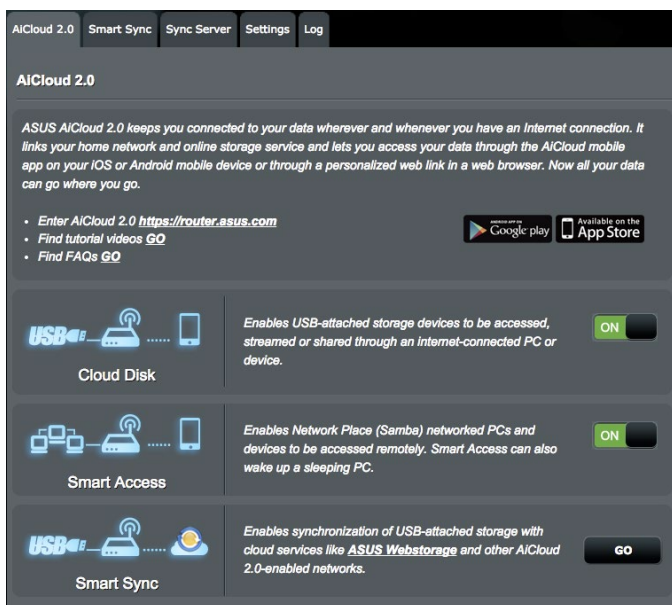 AiCloud 2.0 Smart Sync Sync Server Settings Log
AiCloud 2.0
ASUS AiCloud 2.0 keeps you connected to your data wherever and whenever you have an Internet connection. It
links your home network and online storage service and lets you access your data through the AiCloud mobile
app on your iOS or Android mobile device or through a personalized web link in a web browser. Now all your data
can go where you go.
• Enter AiCloud 2.0 https://router.asus.com
• Find tutorial videos GO
• Find FAQs GO
ANDROID APP ON
Google play
Available on the
App Store
USB
Cloud Disk
Enables USB-attached storage devices to be accessed,
streamed or shared through an internet-connected PC or
device.
ON
Smart Access
Enables Network Place (Samba) networked PCs and
devices to be accessed remotely. Smart Access can also
wake up a sleeping PC.
ON
USB
Smart Sync
Enables synchronization of USB-attached storage with
cloud services like ASUS Webstorage and other AiCloud
2.0-enabled networks.
GO